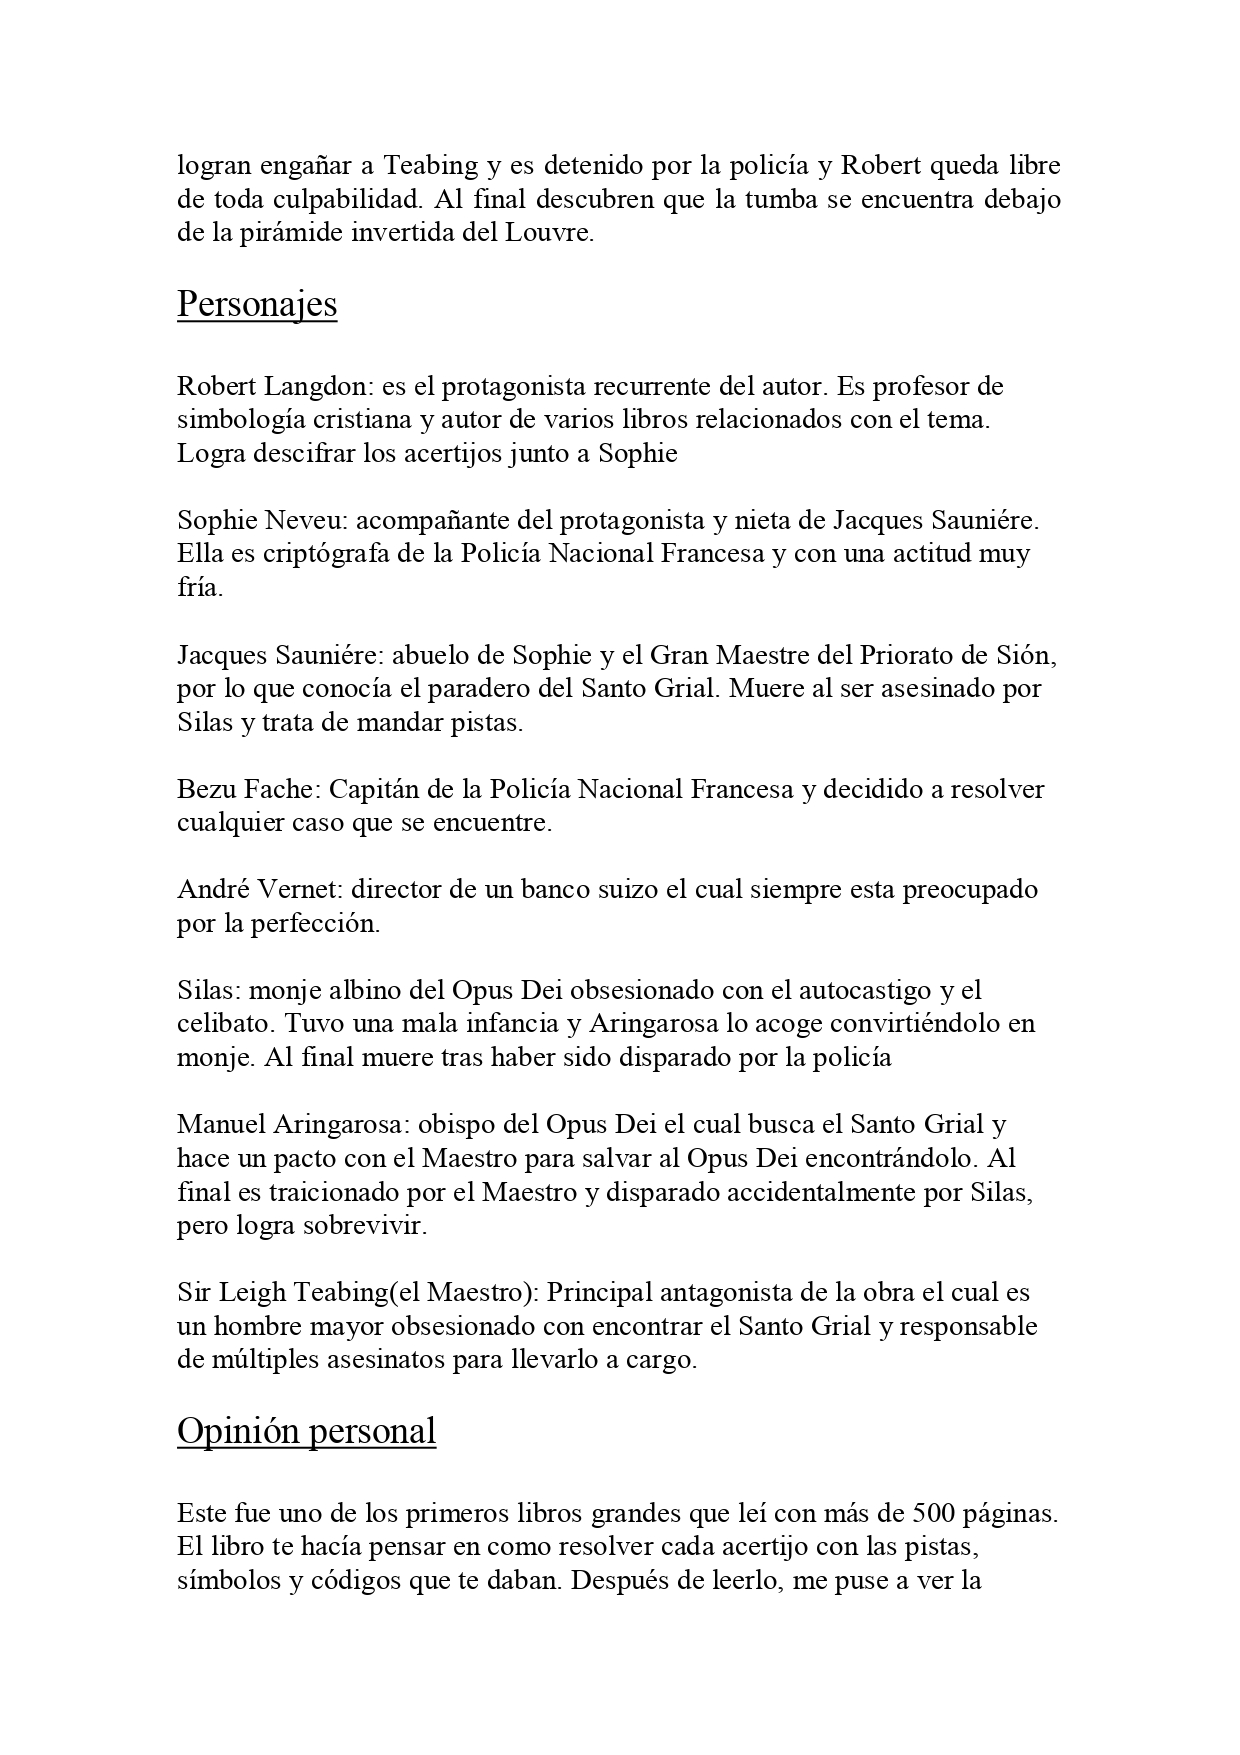 logran engañar a Teabing y es detenido por la policía y Robert queda libre
de toda culpabilidad. Al final descubren que la tumba se encuentra debajo
de la pirámide invertida del Louvre.
Personajes
Robert Langdon: es el protagonista recurrente del autor. Es profesor de
simbología cristiana y autor de varios libros relacionados con el tema.
Logra descifrar los acertijos junto a Sophie
Sophie Neveu: acompañante del protagonista y nieta de Jacques Sauniére.
Ella es criptógrafa de la Policía Nacional Francesa y con una actitud muy
fría.
Jacques Sauniére: abuelo de Sophie y el Gran Maestre del Priorato de Sión,
por lo que conocía el paradero del Santo Grial. Muere al ser asesinado por
Silas y trata de mandar pistas.
Bezu Fache: Capitán de la Policía Nacional Francesa y decidido a resolver
cualquier caso que se encuentre.
André Vernet: director de un banco suizo el cual siempre esta preocupado
por la perfección.
Silas: monje albino del Opus Dei obsesionado con el autocastigo y el
celibato. Tuvo una mala infancia y Aringarosa lo acoge convirtiéndolo en
monje. Al final muere tras haber sido disparado por la policía
Manuel Aringarosa: obispo del Opus Dei el cual busca el Santo Grial y
hace un pacto con el Maestro para salvar al Opus Dei encontrándolo. Al
final es traicionado por el Maestro y disparado accidentalmente por Silas,
pero logra sobrevivir.
Sir Leigh Teabing(el Maestro): Principal antagonista de la obra el cual es
un hombre mayor obsesionado con encontrar el Santo Grial y responsable
de múltiples asesinatos para llevarlo a cargo.
Opinión personal
Este fue uno de los primeros libros grandes que leí con más de 500 páginas.
El libro te hacía pensar en como resolver cada acertijo con las pistas,
símbolos y códigos que te daban. Después de leerlo, me puse a ver la